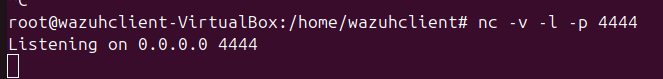 C
root@wazuhclient-VirtualBox:/home/wazuhclient# nc -v -l -p 4444
Listening on 0.0.0.0 4444